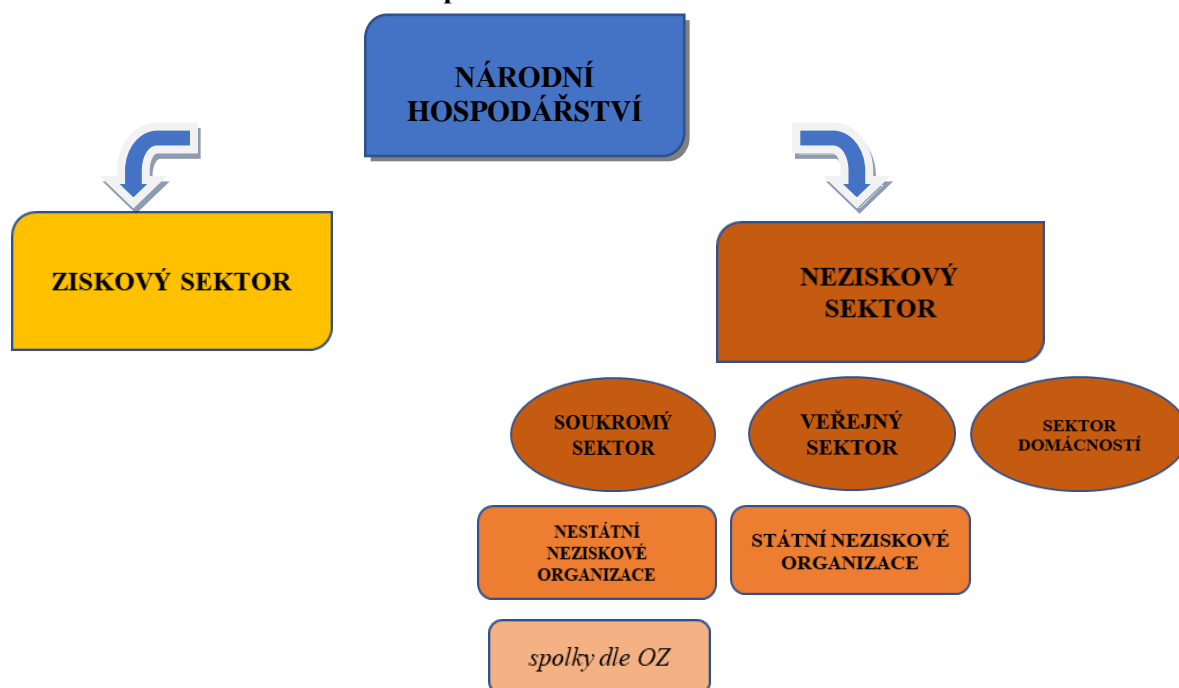 NÁRODNÍ
HOSPODÁŘSTVÍ
ZISKOVÝ SEKTOR
NEZISKOVÝ
SEKTOR
SOUKROMÝ
SEKTOR
VEŘEJNÝ
SEKTOR
SEKTOR
DOMÁCNOSTÍ
NESTÁTNÍ
NEZISKOVÉ
ORGANIZACE
STÁTNÍ NEZISKOVÉ
ORGANIZACE
spolky dle OZ